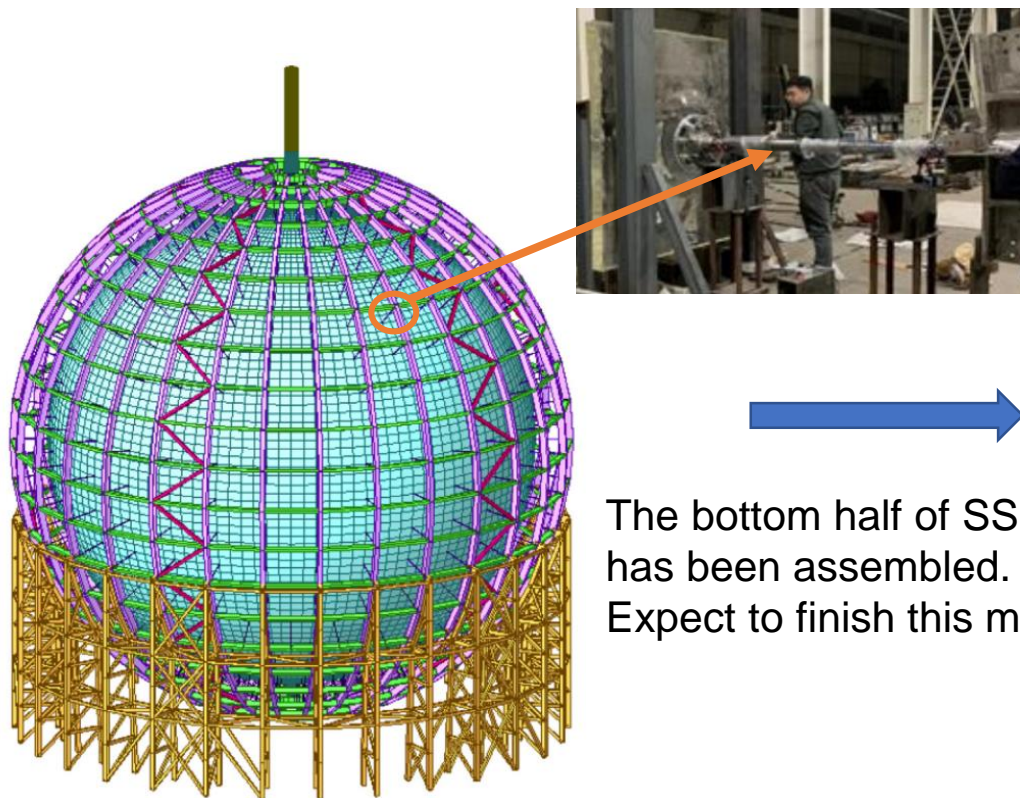 The bottom half of SS
has been assembled.
Expect to finish this m